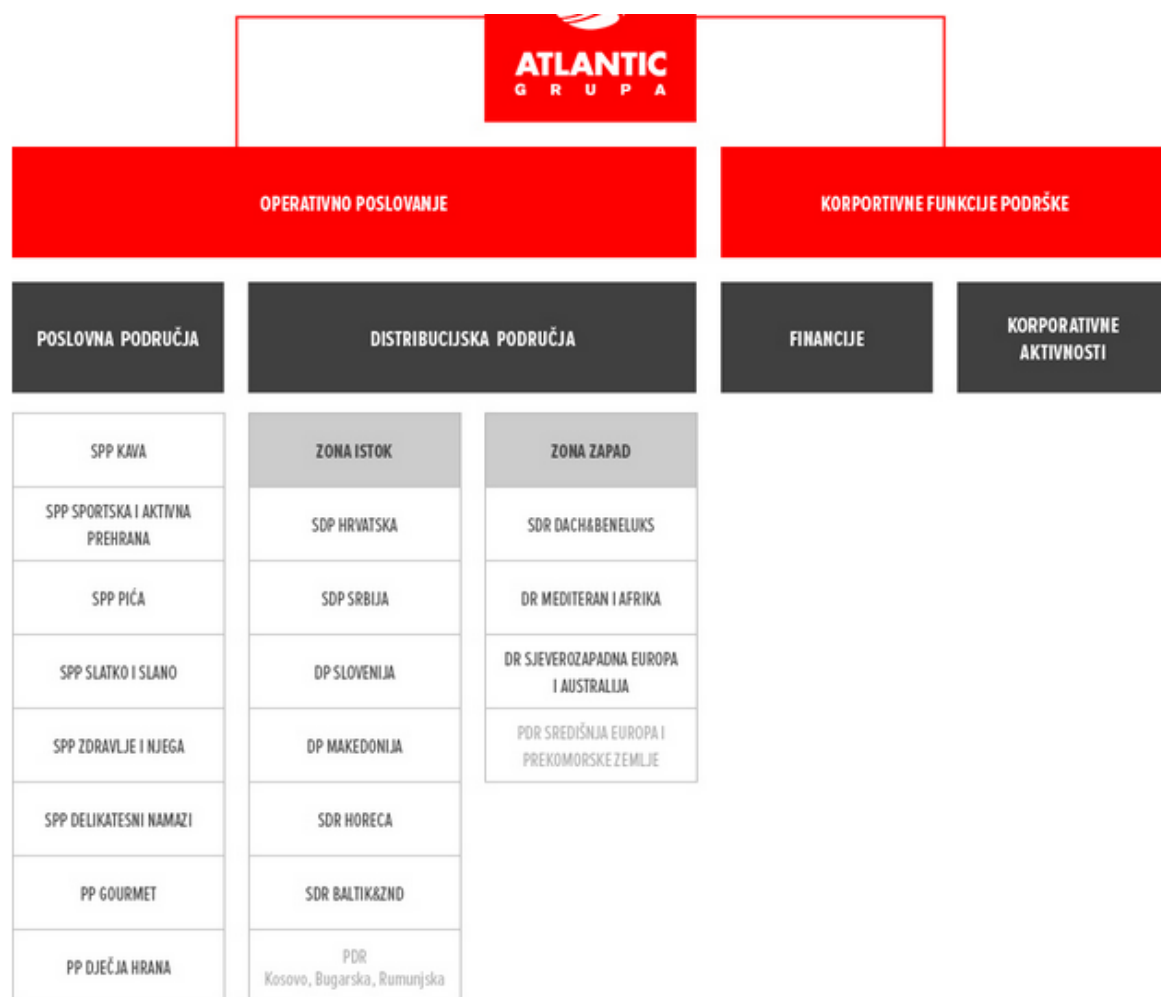 ATLANTIC
GRUPA
OPERATIVNO POSLOVANJE
KORPORTIVNE FUNKCIJE PODRŠKE
POSLOVNA PODRUČJA
DISTRIBUCIJSKA PODRUČJA
FINANCIJE
KORPORATIVNE
AKTIVNOSTI
SPP KAVA
SPP SPORTSKA I AKTIVNA
PREHRANA
SPP PIĆA
SPP SLATKO I SLANO
SPP ZDRAVLJE I NJEGA
SPP DELIKATESNI NAMAZI
PP GOURMET
PP DJEČJA HRANA
ZONA ISTOK
SDP HRVATSKA
SDP SRBIJA
DP SLOVENIJA
DP MAKEDONIJA
SDR HORECA
SDR BALTIK&ZND
PDR
Kosovo, Bugarska, Rumunjska
ZONA ZAPAD
SDR DACH&BENELUKS
DR MEDITERAN I AFRIKA
DR SJEVEROZAPADNA EUROPA
I AUSTRALIJA
PDR SREDIŠNJA EUROPA I
PREKOMORSKE ZEMLJE